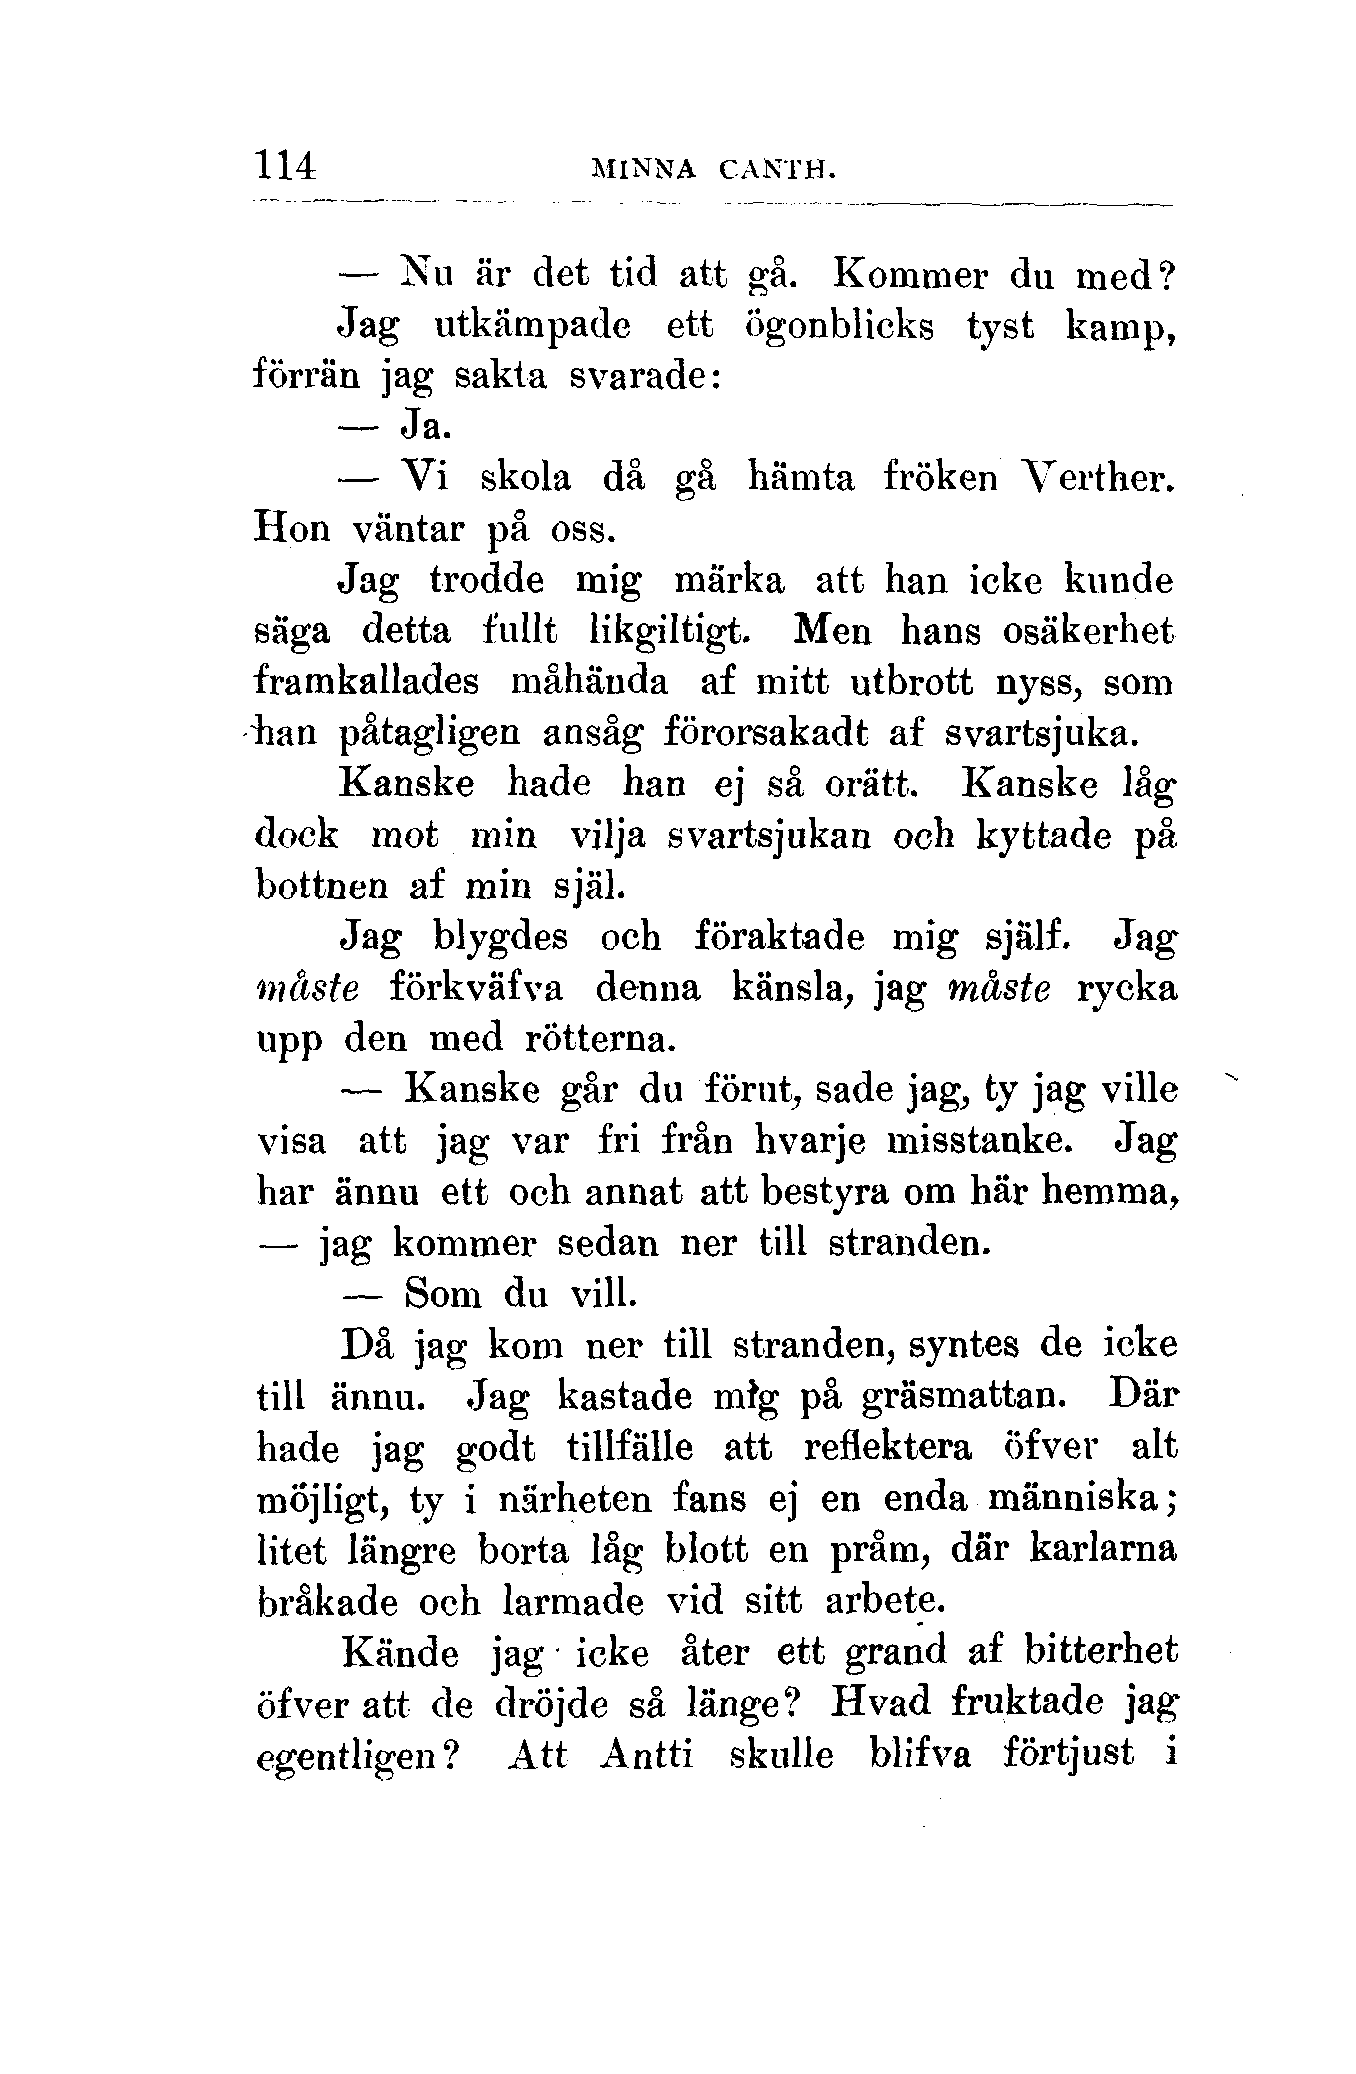 114 MINNA CANTH.
— Nu är det tid att gå. Kommer du med?
Jag utkämpade ett ögonblicks tyst kamp,
förrän jag sakta svarade:
— Ja.
— Vi skola då gå hämta fröken Verther.
Hon väntar på oss.
Jag trodde mig märka att han icke kunde
säga detta fullt likgiltigt. Men hans osäkerhet
framkallades måhända af mitt utbrott nyss, som
han påtagligen ansåg förorsakadt af svartsjuka.
Kanske hade han ej så orätt. Kanske låg
dock mot min vilja svartsjukan och kyttade på
bottnen af min själ.
Jag blygdes och föraktade mig själf. Jag
måste förkväfva denna känsla, jag måste rycka
upp den med rötterna.
— Kanske går du förut, sade jag, ty jag ville
visa att jag var fri från hvarje misstanke. Jag
har ännu ett och annat att bestyra om här hemma,
— jag kommer sedan ner till stranden.
— Som du vill.
Då jag kom ner till stranden, syntes de icke
till ännu. Jag kastade mig på gräsmattan. Där
hade jag godt tillfälle att reflektera öfver alt
möjligt, ty i närheten fans ej en enda människa;
litet längre borta låg blott en pråm, där karlarna
bråkade och larmade vid sitt arbete.
Kände jag icke åter ett grand af bitterhet
öfver att de dröjde så länge? Hvad fruktade jag
egentligen? Att Antti skulle blifva förtjust i